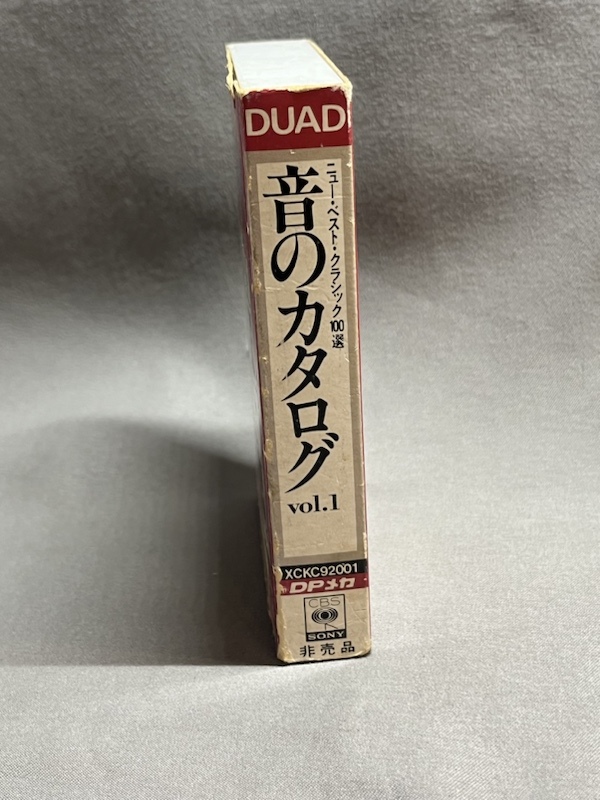 DUAD
ニュー・ベスト・クラシック100選
音のカタログ
vol.1
XCKC92001
DPメカ
CBS
SONY
非売品